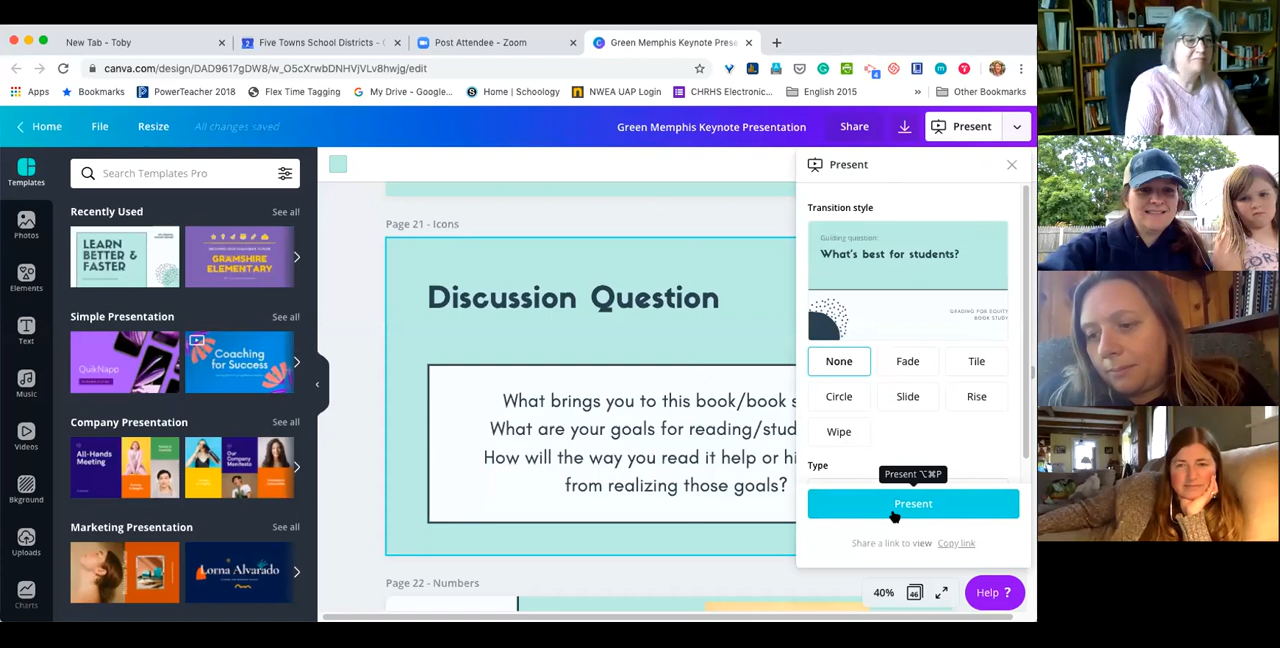 New Tab - Toby
Five Towns School Districts - (
Post Attendee - Zoom
Green Memphis Keynote Prese
canva.com/design/DAD9617gDW8/w_O5cXrwbDNHVjVLv8hwjg/edit
Apps
Bookmarks
PowerTeacher 2018
Flex Time Tagging
My Drive - Google...
Home | Schoology
NWEA UAP Login
CHRHS Electronic...
English 2015
»
Other Bookmarks
Home
File
Resize
All changes saved
Green Memphis Keynote Presentation
Share
Present
Templates
Photos
Elements
Text
Music
Videos
Bkground
Uploads
Charts
Search Templates Pro
Recently Used
See all
LEARN
BETTER &
FASTER
GRAMSHIRE
ELEMENTARY
Simple Presentation
See all
QuikNapp
Coaching
for Success
Company Presentation
See all
All-Hands
Meeting
Our
Company
Manifesto
Marketing Presentation
See all
Lorna Alvarado
Page 21 - Icons
Discussion Question
What brings you to this book/book s
What are your goals for reading/stud
How will the way you read it help or hi
from realizing those goals?
Page 22 - Numbers
Present
Transition style
Guiding question:
What's best for students?
GRADING FOR EQUITY
BOOK STUDY
None
Fade
Tile
Circle
Slide
Rise
Wipe
Type
Present ⌥⌘P
Present
Share a link to view Copy link
40%
46
Help ?